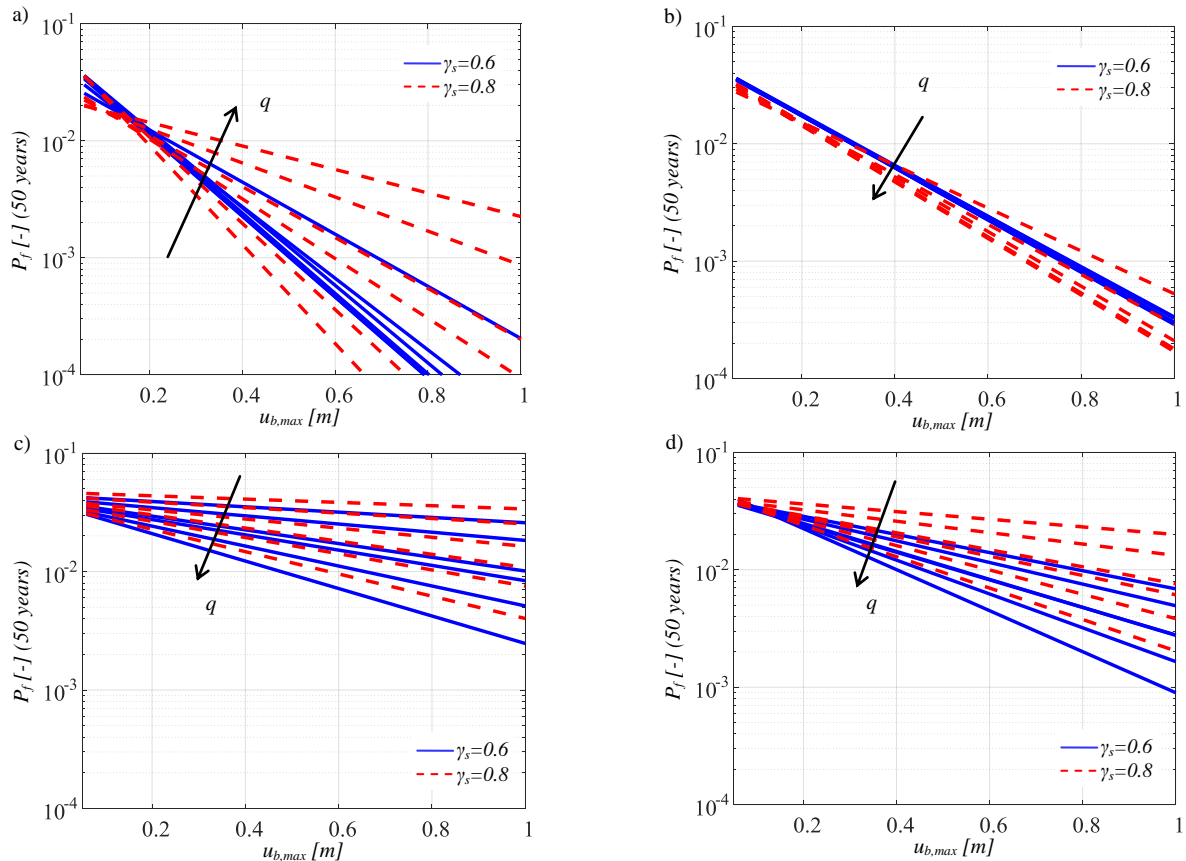 a)
10^-1
10^-2
10^-3
10^-4
P_f [-] (50 years)
γ_s=0.6
γ_s=0.8
q
0.2
0.4
0.6
0.8
1
u_b,max [m]
b)
10^-1
10^-2
10^-3
10^-4
P_f [-] (50 years)
γ_s=0.6
γ_s=0.8
q
0.2
0.4
0.6
0.8
1
u_b,max [m]
c)
10^-1
10^-2
10^-3
10^-4
P_f [-] (50 years)
q
γ_s=0.6
γ_s=0.8
0.2
0.4
0.6
0.8
1
u_b,max [m]
d)
10^-1
10^-2
10^-3
10^-4
P_f [-] (50 years)
q
γ_s=0.6
γ_s=0.8
0.2
0.4
0.6
0.8
1
u_b,max [m]